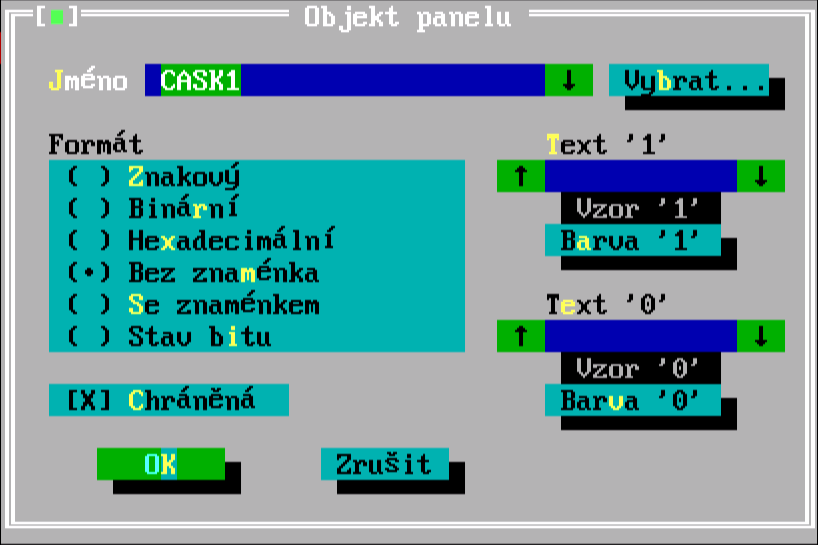 [■] Objekt panelu
Jméno CASK1 ↓ Vybrat...
Formát
( ) Znakový
( ) Binární
( ) Hexadecimální
(•) Bez znaménka
( ) Se znaménkem
( ) Stav bitu
[X] Chráněná
OK
Zrušit
Text '1'
↑ ↓
Vzor '1'
Barva '1'
Text '0'
↑ ↓
Vzor '0'
Barva '0'